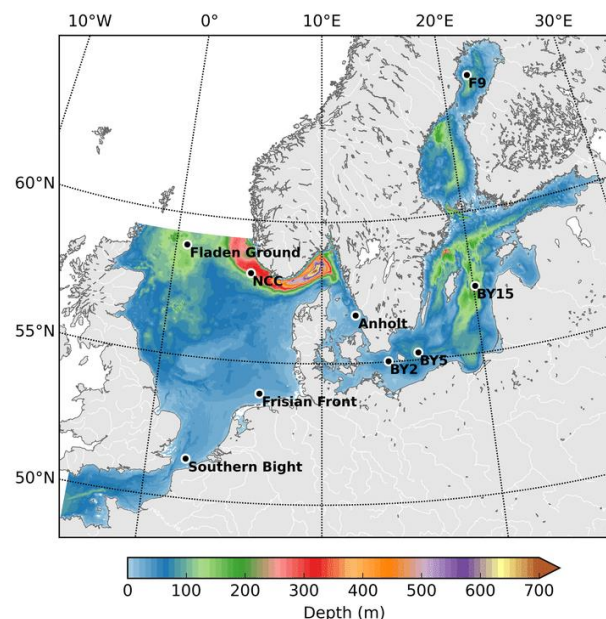 10°W 0° 10°E 20°E 30°E
F9
60°N
Fladen Ground
NCC
BY15
Anholt
55°N
BY5
BY2
Frisian Front
Southern Bight
50°N
0 100 200 300 400 500 600 700
Depth (m)